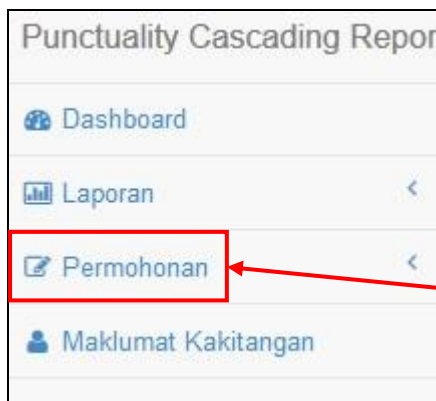 Punctuality Cascading Repor
Dashboard
Laporan
Permohonan
Maklumat Kakitangan